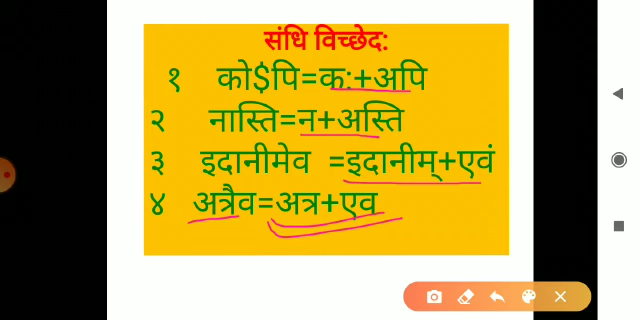 संधि विच्छेद:
१ को$पि=क:+अपि
२ नास्ति=न+अस्ति
३ इदानीमेव =इदानीम्+एवं
४ अत्रैव=अत्र+एव